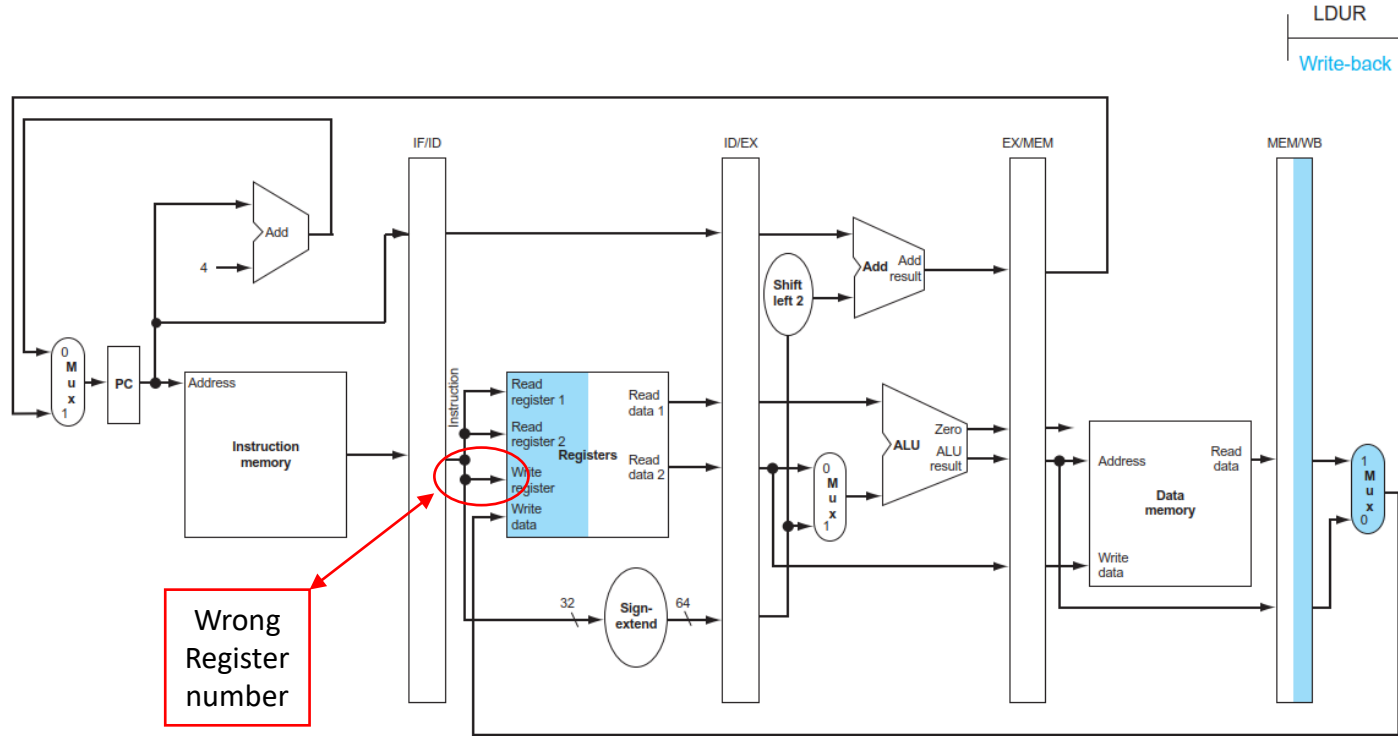 LDUR
Write-back
IF/ID
ID/EX
EX/MEM
MEM/WB
Add
4
Shift
left 2
Add
Add
result
0
M
u
x
1
PC
Address
Instruction
memory
Instruction
Read
register 1
Read
register 2
Write
register
Write
data
Registers
Read
data 1
Read
data 2
0
M
u
x
1
Zero
ALU
ALU
result
Address
Read
data
Data
memory
Write
data
1
M
u
x
0
32
Sign-
extend
64
Wrong
Register
number